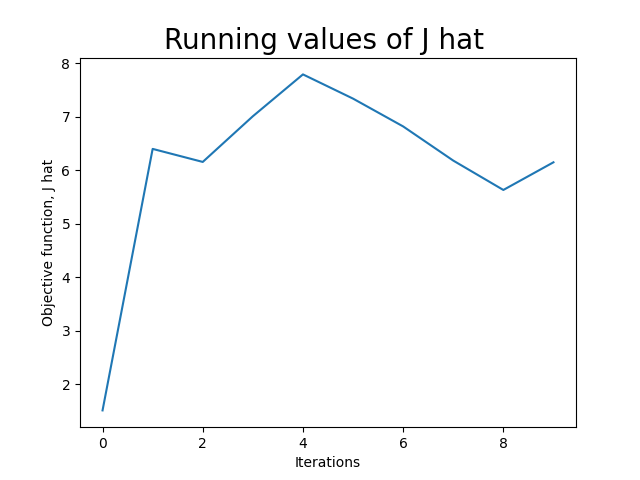 Running values of J hat
8
7
6
5
4
3
2
Objective function, J hat
0 2 4 6 8
Iterations